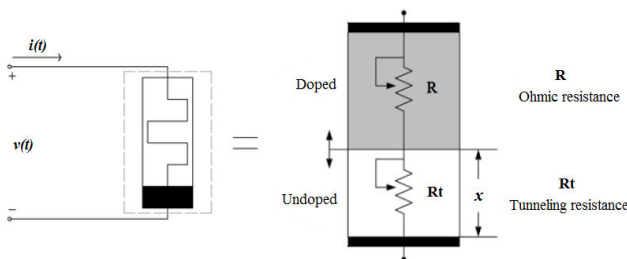 i(t)
+
v(t)
−
=
Doped
R
R
Ohmic resistance
Undoped
Rt
x
Rt
Tunneling resistance